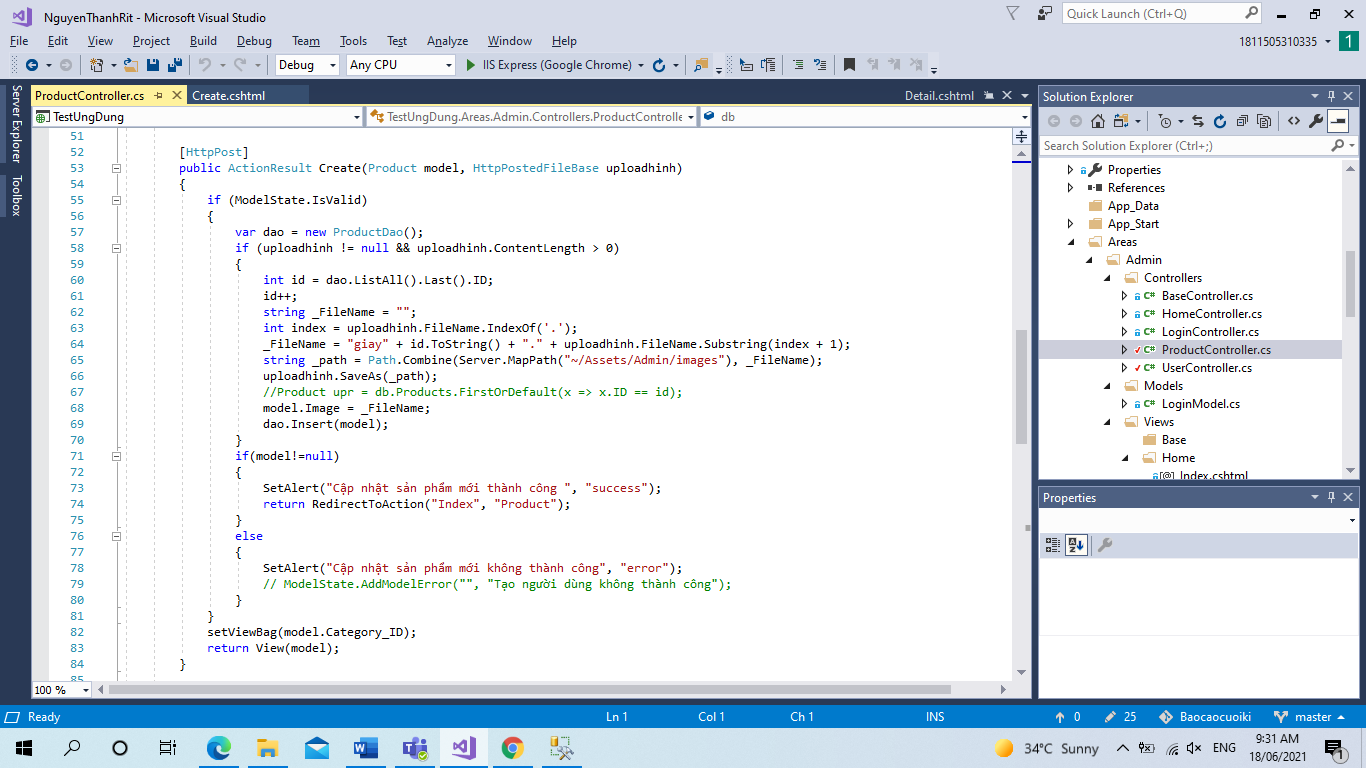 NguyenThanhRit - Microsoft Visual Studio
Quick Launch (Ctrl+Q)
File Edit View Project Build Debug Team Tools Test Analyze Window Help
1811505310335
1
Debug Any CPU IIS Express (Google Chrome)
Server Explorer
Toolbox
ProductController.cs Create.cshtml Detail.cshtml
TestUngDung TestUngDung.Areas.Admin.Controllers.ProductControlle db
51
52 [HttpPost]
53 public ActionResult Create(Product model, HttpPostedFileBase uploadhinh)
54 {
55 if (ModelState.IsValid)
56 {
57 var dao = new ProductDao();
58 if (uploadhinh != null && uploadhinh.ContentLength > 0)
59 {
60 int id = dao.ListAll().Last().ID;
61 id++;
62 string _FileName = "";
63 int index = uploadhinh.FileName.IndexOf('.');
64 _FileName = "giay" + id.ToString() + "." + uploadhinh.FileName.Substring(index + 1);
65 string _path = Path.Combine(Server.MapPath("~/Assets/Admin/images"), _FileName);
66 uploadhinh.SaveAs(_path);
67 //Product upr = db.Products.FirstOrDefault(x => x.ID == id);
68 model.Image = _FileName;
69 dao.Insert(model);
70 }
71 if(model!=null)
72 {
73 SetAlert("Cập nhật sản phẩm mới thành công ", "success");
74 return RedirectToAction("Index", "Product");
75 }
76 else
77 {
78 SetAlert("Cập nhật sản phẩm mới không thành công", "error");
79 // ModelState.AddModelError("", "Tạo người dùng không thành công");
80 }
81 }
82 setViewBag(model.Category_ID);
83 return View(model);
84 }
85
100 %
Solution Explorer
Search Solution Explorer (Ctrl+;)
Properties
References
App_Data
App_Start
Areas
Admin
Controllers
C# BaseController.cs
C# HomeController.cs
C# LoginController.cs
C# ProductController.cs
C# UserController.cs
Models
C# LoginModel.cs
Views
Base
Home
Index.cshtml
Properties
Ready Ln 1 Col 1 Ch 1 INS 0 25 Baocaocuoiki master
34°C Sunny ENG
9:31 AM
18/06/2021
1